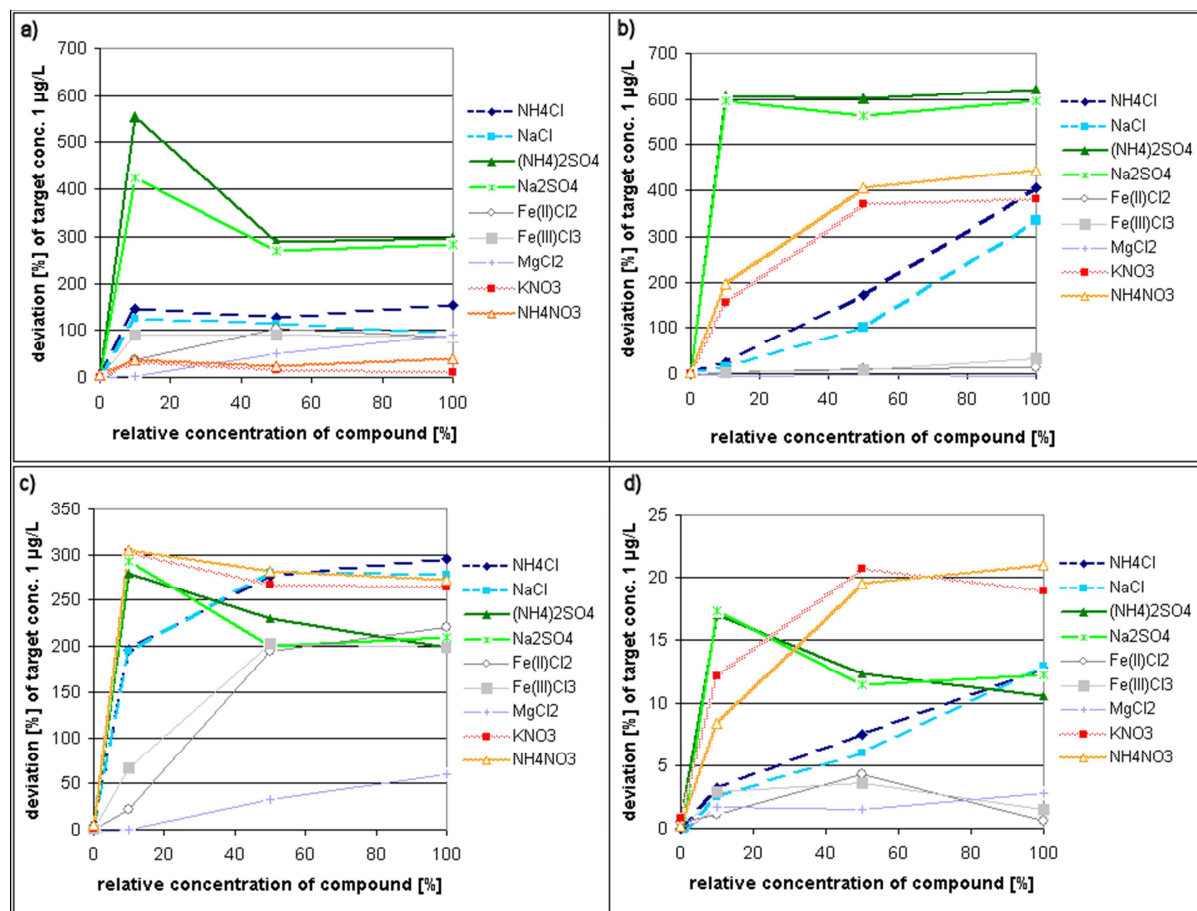 a)
deviation [%] of target conc. 1 µg/L
700
600
500
400
300
200
100
0
0 20 40 60 80 100
relative concentration of compound [%]
NH4Cl
NaCl
(NH4)2SO4
Na2SO4
Fe(II)Cl2
Fe(III)Cl3
MgCl2
KNO3
NH4NO3
b)
deviation [%] of target conc. 1 µg/L
700
600
500
400
300
200
100
0
0 20 40 60 80 100
relative concentration of compound [%]
NH4Cl
NaCl
(NH4)2SO4
Na2SO4
Fe(II)Cl2
Fe(III)Cl3
MgCl2
KNO3
NH4NO3
c)
deviation [%] of target conc. 1 µg/L
350
300
250
200
150
100
50
0
0 20 40 60 80 100
relative concentration of compound [%]
NH4Cl
NaCl
(NH4)2SO4
Na2SO4
Fe(II)Cl2
Fe(III)Cl3
MgCl2
KNO3
NH4NO3
d)
deviation [%] of target conc. 1 µg/L
25
20
15
10
5
0
0 20 40 60 80 100
relative concentration of compound [%]
NH4Cl
NaCl
(NH4)2SO4
Na2SO4
Fe(II)Cl2
Fe(III)Cl3
MgCl2
KNO3
NH4NO3